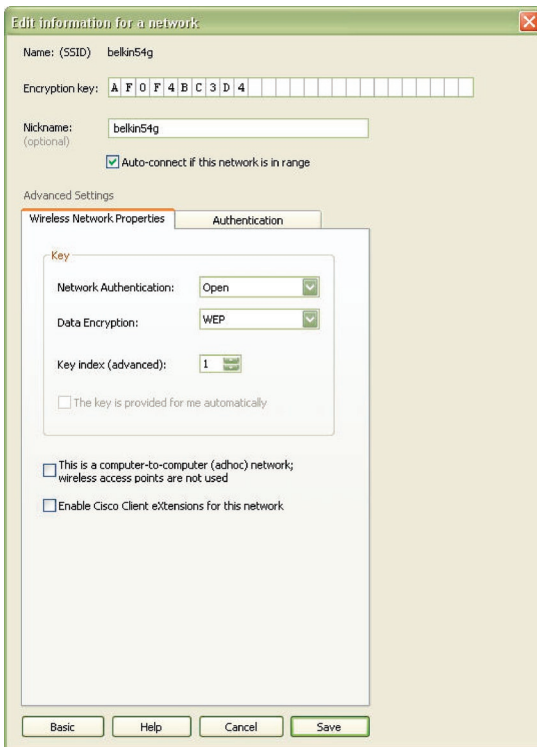 Edit information for a network
Name: (SSID) belkin54g
Encryption key: A F 0 F 4 B C 3 D 4
Nickname: belkin54g
(optional)
Auto-connect if this network is in range
Advanced Settings
Wireless Network Properties Authentication
Key
Network Authentication: Open
Data Encryption: WEP
Key index (advanced): 1
The key is provided for me automatically
This is a computer-to-computer (adhoc) network;
wireless access points are not used
Enable Cisco Client eXtensions for this network
Basic Help Cancel Save